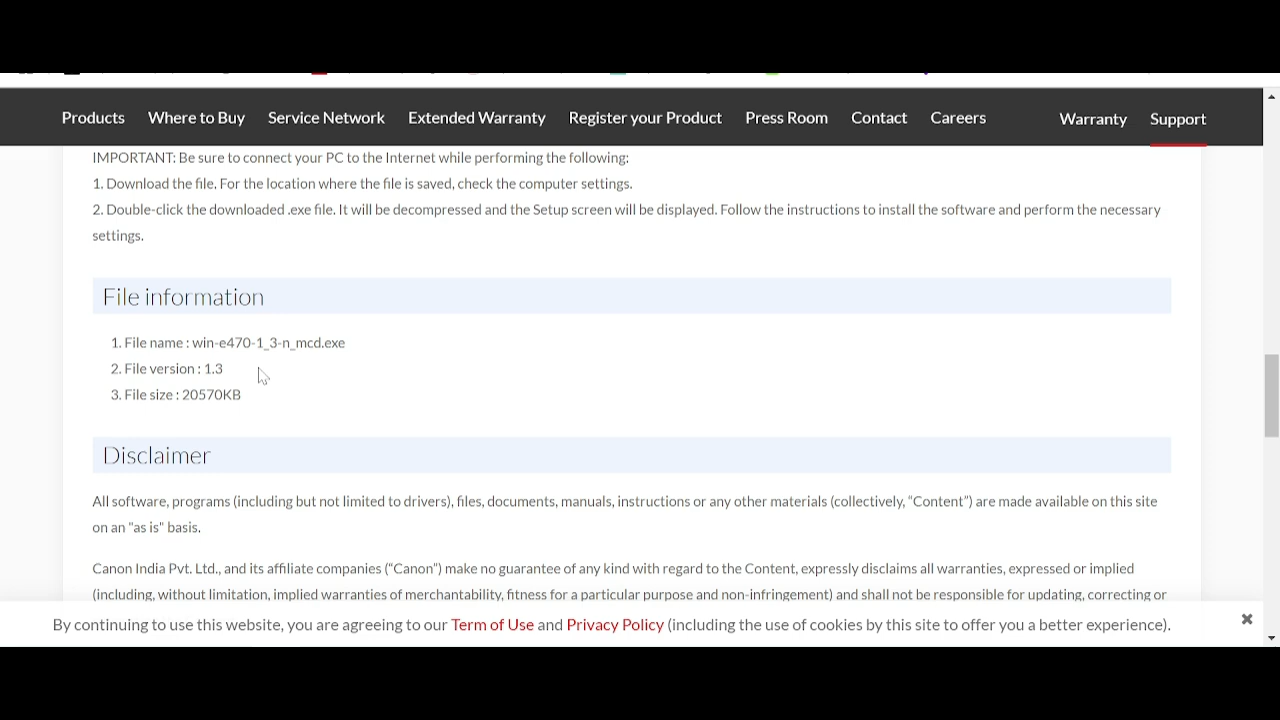 Products Where to Buy Service Network Extended Warranty Register your Product Press Room Contact Careers Warranty Support
IMPORTANT: Be sure to connect your PC to the Internet while performing the following:
1. Download the file. For the location where the file is saved, check the computer settings.
2. Double-click the downloaded .exe file. It will be decompressed and the Setup screen will be displayed. Follow the instructions to install the software and perform the necessary
settings.
File information
1. File name : win-e470-1_3-n_mcd.exe
2. File version : 1.3
3. File size : 20570KB
Disclaimer
All software, programs (including but not limited to drivers), files, documents, manuals, instructions or any other materials (collectively, “Content”) are made available on this site
on an "as is" basis.
Canon India Pvt. Ltd., and its affiliate companies (“Canon”) make no guarantee of any kind with regard to the Content, expressly disclaims all warranties, expressed or implied
(including, without limitation, implied warranties of merchantability, fitness for a particular purpose and non-infringement) and shall not be responsible for updating, correcting or
By continuing to use this website, you are agreeing to our Term of Use and Privacy Policy (including the use of cookies by this site to offer you a better experience).